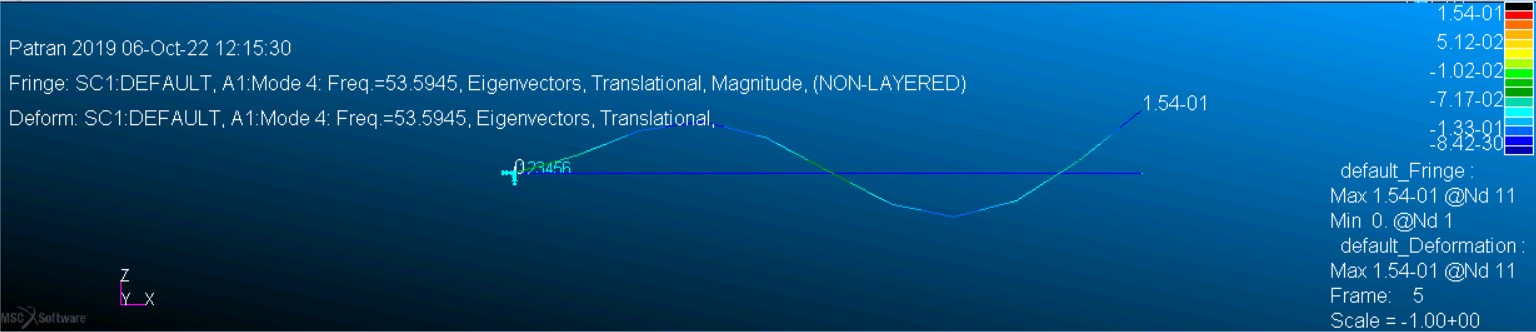 1.54-01
Patran 2019 06-Oct-22 12:15:30
5.12-02
Fringe: SC1:DEFAULT, A1:Mode 4: Freq.=53.5945, Eigenvectors, Translational, Magnitude, (NON-LAYERED)
-1.02-02
1.54-01
-7.17-02
Deform: SC1:DEFAULT, A1:Mode 4: Freq.=53.5945, Eigenvectors, Translational,
-1.33-01
-8.42-30
0.
123456
default_Fringe :
Max 1.54-01 @Nd 11
Min 0. @Nd 1
default_Deformation :
Max 1.54-01 @Nd 11
Frame: 5
Scale = -1.00+00
Z
Y X
MSC Software